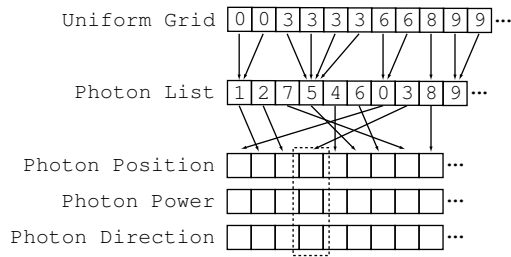 Uniform Grid 0 0 3 3 3 3 6 6 8 9 9 ...
Photon List 1 2 7 5 4 6 0 3 8 9 ...
Photon Position ...
Photon Power ...
Photon Direction ...